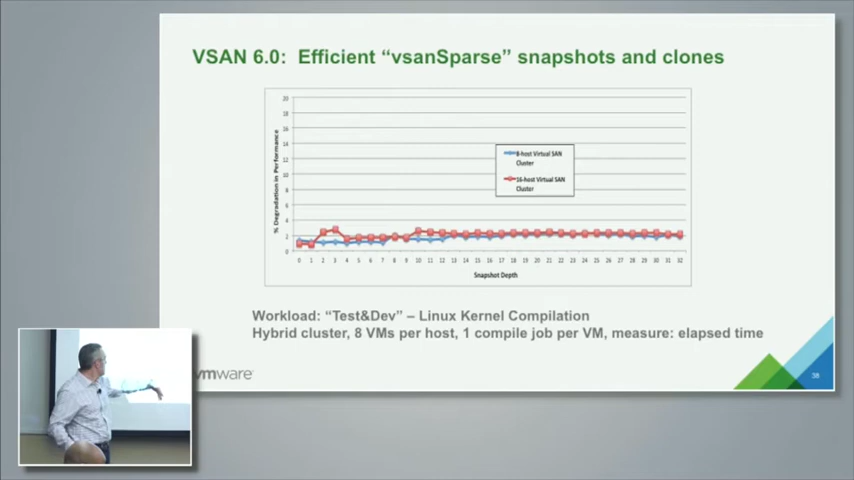 VSAN 6.0: Efficient “vsanSparse” snapshots and clones
20
18
16
14
12
10
8
6
4
2
0
% Degradation in Performance
8-host Virtual SAN
Cluster
16-host Virtual SAN
Cluster
0 1 2 3 4 5 6 7 8 9 10 11 12 13 14 15 16 17 18 19 20 21 22 23 24 25 26 27 28 29 30 31 32
Snapshot Depth
Workload: “Test&Dev” – Linux Kernel Compilation
Hybrid cluster, 8 VMs per host, 1 compile job per VM, measure: elapsed time
vmware
38